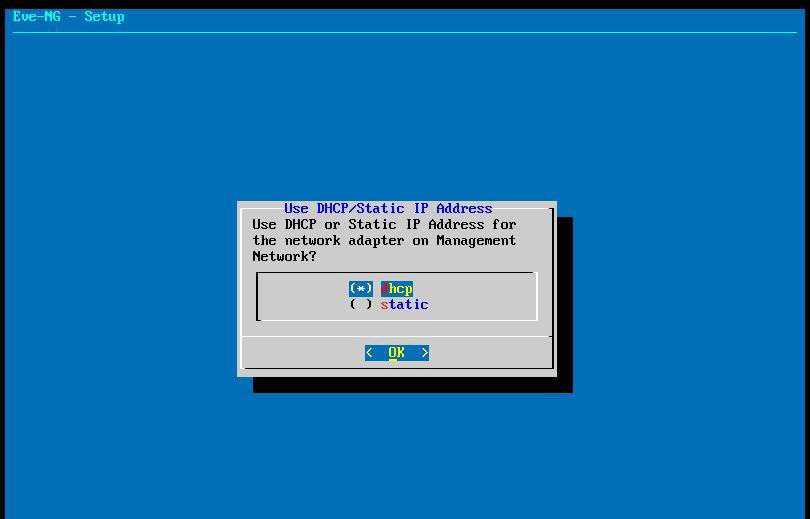 Eve-NG - Setup
Use DHCP/Static IP Address
Use DHCP or Static IP Address for
the network adapter on Management
Network?
(*) dhcp
( ) static
< OK >